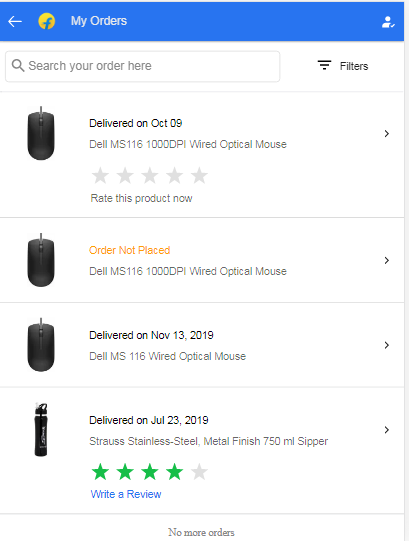 My Orders
Search your order here
Filters
Delivered on Oct 09
Dell MS116 1000DPI Wired Optical Mouse
Rate this product now
Order Not Placed
Dell MS116 1000DPI Wired Optical Mouse
Delivered on Nov 13, 2019
Dell MS 116 Wired Optical Mouse
Delivered on Jul 23, 2019
Strauss Stainless-Steel, Metal Finish 750 ml Sipper
Write a Review
No more orders